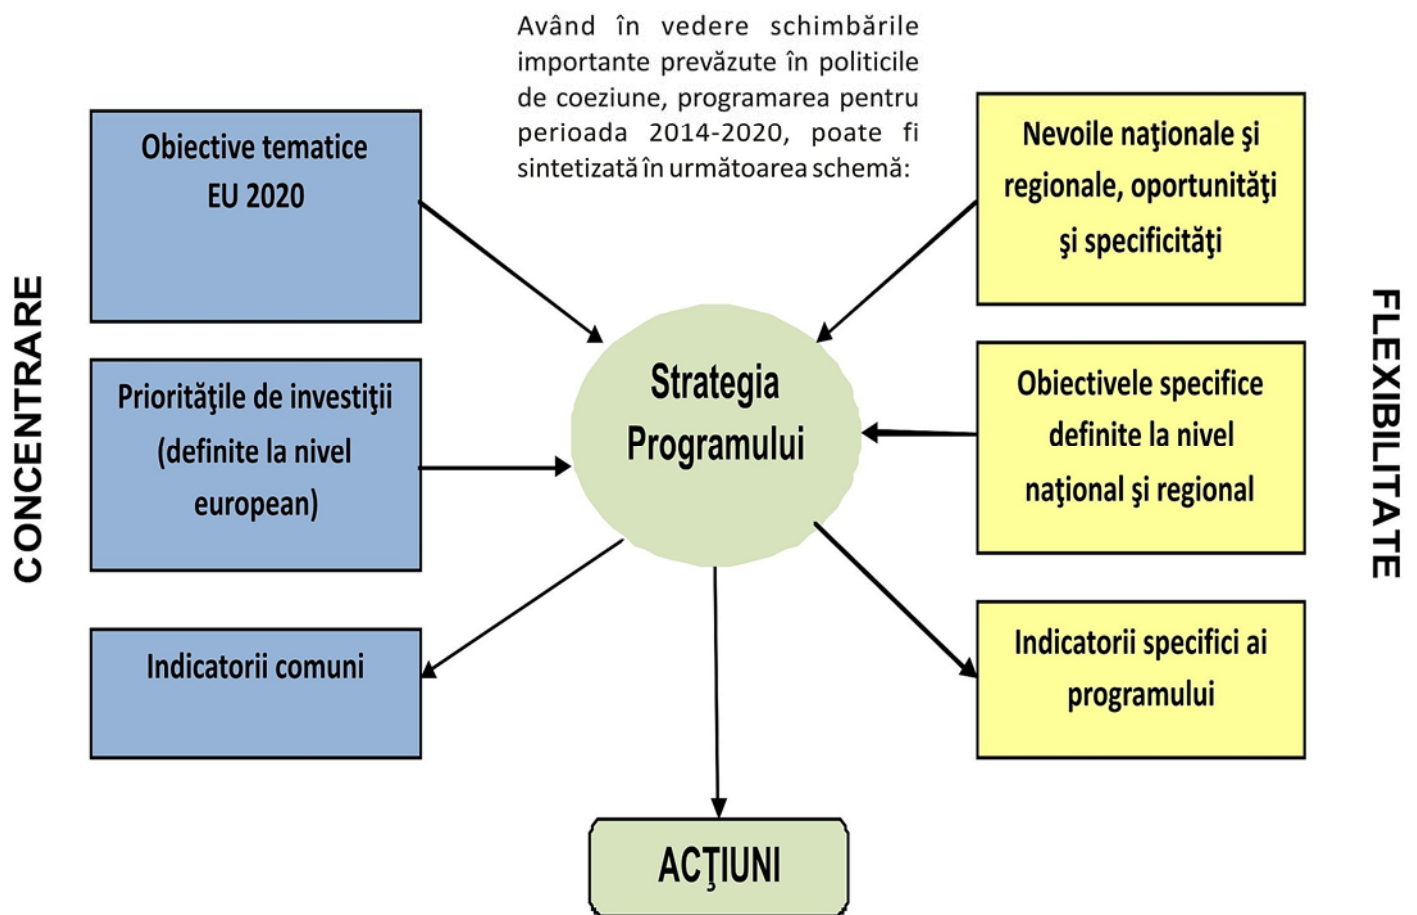 Având în vedere schimbările
importante prevăzute în politicile
de coeziune, programarea pentru
perioada 2014-2020, poate fi
sintetizată în următoarea schemă:
CONCENTRARE
Obiective tematice
EU 2020
Priorităţile de investiţii
(definite la nivel
european)
Indicatorii comuni
Strategia
Programului
ACŢIUNI
Nevoile naţionale şi
regionale, oportunităţi
şi specificităţi
Obiectivele specifice
definite la nivel
naţional şi regional
Indicatorii specifici ai
programului
FLEXIBILITATE